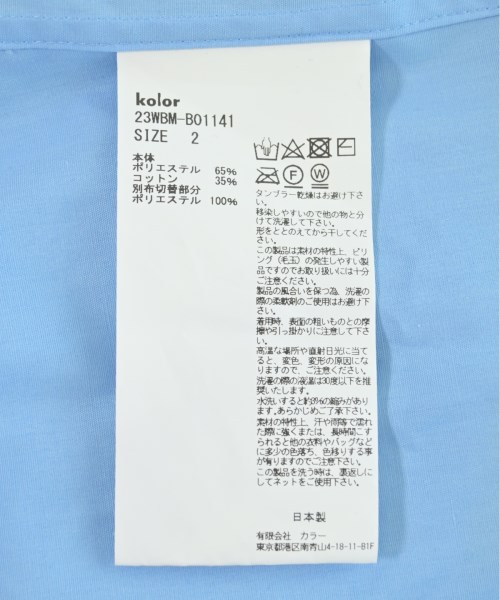 kolor
23WBM-B01141
SIZE 2
本体
ポリエステル 65%
コットン 35%
別布切替部分
ポリエステル 100%
F W
タンブラー乾燥はお避け下さい。
移染しやすいので他の物と分けて洗濯して下さい。
形をととのえてから干してください。
この製品は素材の特性上、ピリング(毛玉)の発生しやすい製品ですのでお取り扱いには十分ご注意ください。
製品の風合いを保つ為、洗濯の際の柔軟剤のご使用はお避け下さい。
着用時、表面の粗いものとの摩擦や引っ掛かりに注意して下さい。
高温な場所や直射日光に当てると、変色、変形の原因になりますので、ご注意ください。
洗濯の際の液温は30度以下を推奨いたします。
水洗いすると約3%の縮みがあります。あらかじめご了承下さい。
素材の特性上、汗や雨等で濡れた際に強くまたは、長時間こすられると他の衣料やバッグなどに多少の色落ち、色移りする事が有りますのでご注意下さい。
この製品を洗う時は、裏返しにしてネットをご使用ください。
日本製
有限会社 カラー
東京都港区南青山4-18-11-B1F